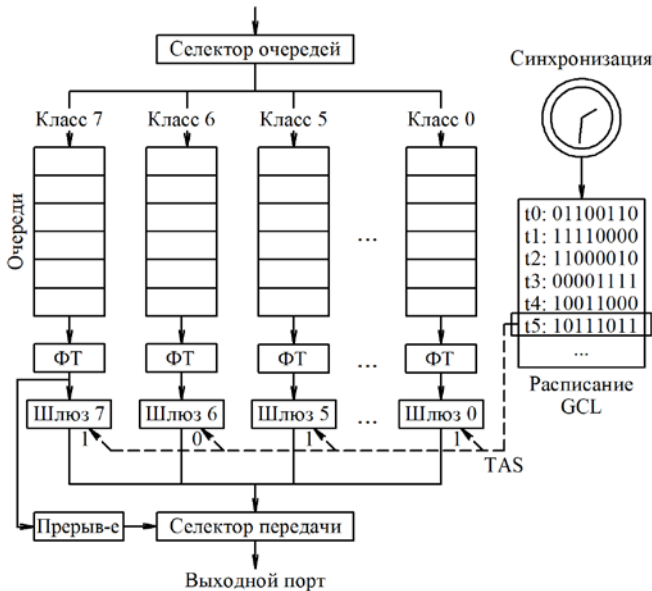 Селектор очередей
Синхронизация
Класс 7
Класс 6
Класс 5
Класс 0
Очереди
...
t0: 01100110
t1: 11110000
t2: 11000010
t3: 00001111
t4: 10011000
t5: 10111011
...
Расписание
GCL
ФТ
ФТ
ФТ
...
ФТ
Шлюз 7
Шлюз 6
Шлюз 5
...
Шлюз 0
1
0
1
1
TAS
Прерыв-е
Селектор передачи
Выходной порт